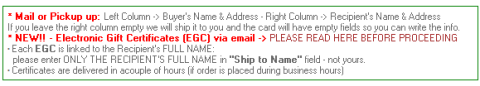 * Mail or Pickup up: Left Column -> Buyer's Name & Address - Right Column -> Recipient's Name & Address
If you leave the right column empty we will ship it to you and the card will have empty fields so you can write the info.
* NEW!! - Electronic Gift Certificates (EGC) via email -> PLEASE READ HERE BEFORE PROCEEDING
- Each EGC is linked to the Recipient's FULL NAME:
please enter ONLY THE RECIPIENT'S FULL NAME in "Ship to Name" field - not yours.
- Certificates are delivered in acouple of hours (if order is placed during business hours)